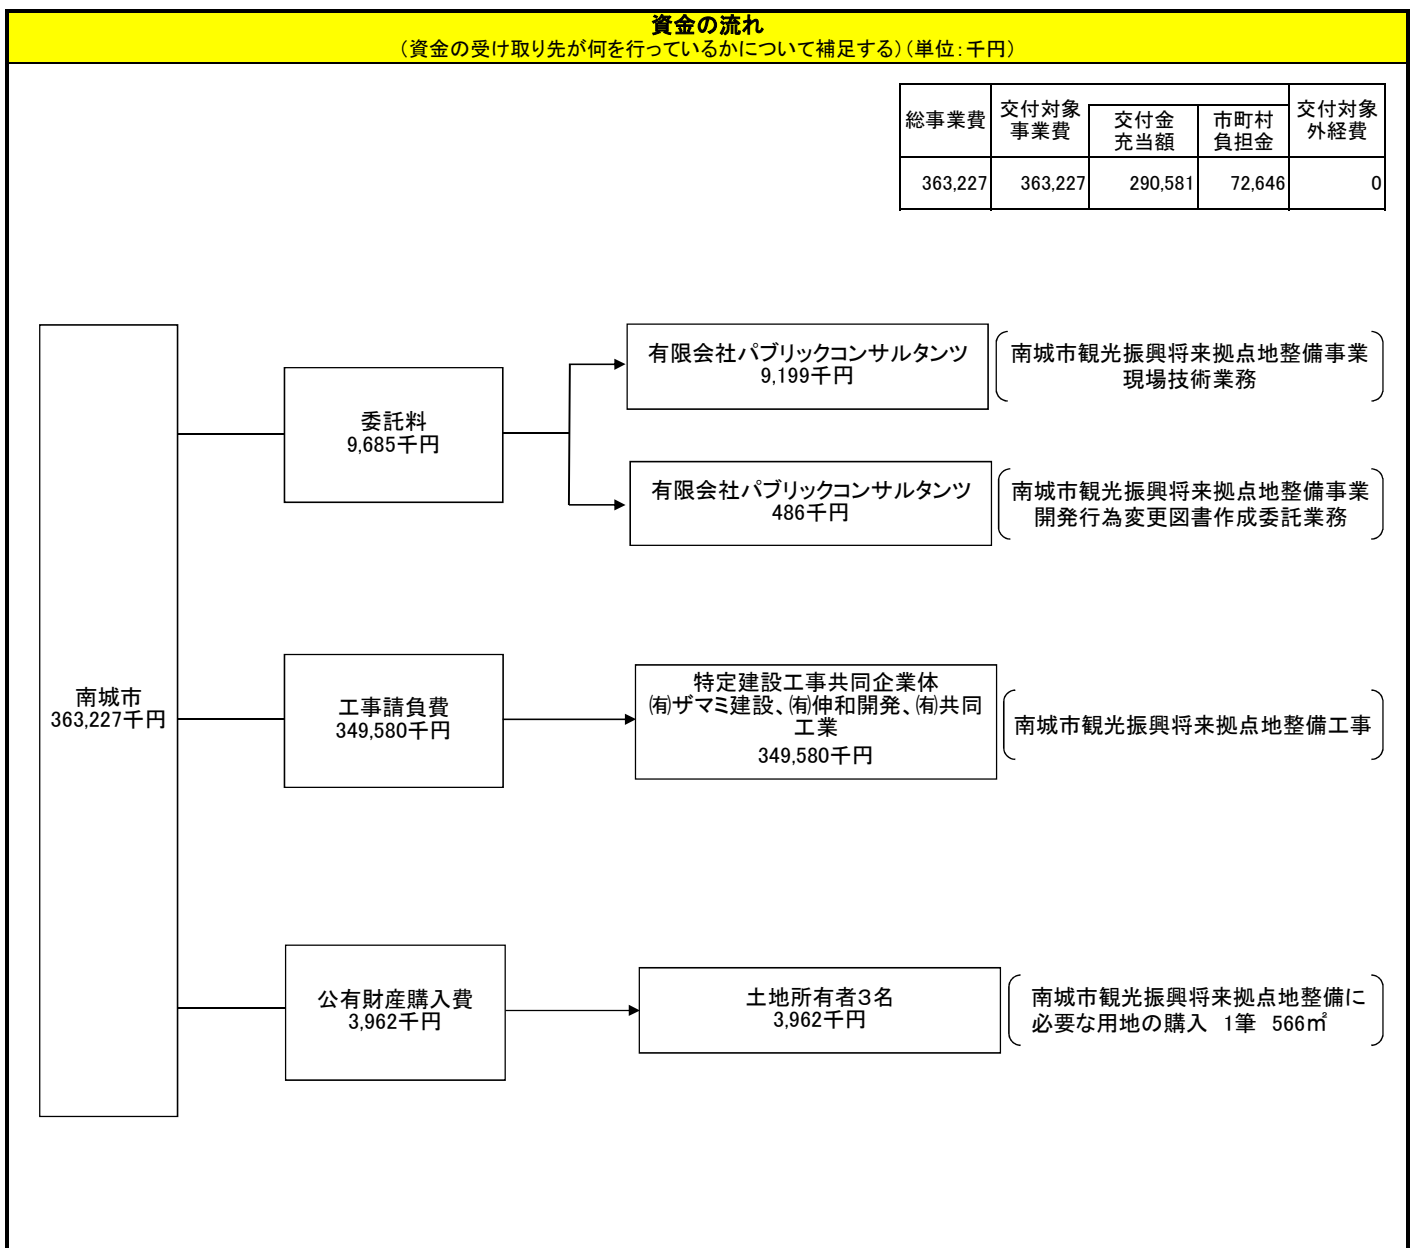 資金の流れ
（資金の受け取り先が何を行っているかについて補足する）（単位：千円）
総事業費
交付対象
事業費
交付金
充当額
市町村
負担金
交付対象
外経費
363,227
363,227
290,581
72,646
0
南城市
363,227千円
委託料
9,685千円
有限会社パブリックコンサルタンツ
9,199千円
南城市観光振興将来拠点地整備事業
現場技術業務
有限会社パブリックコンサルタンツ
486千円
南城市観光振興将来拠点地整備事業
開発行為変更図書作成委託業務
工事請負費
349,580千円
特定建設工事共同企業体
㈲ザマミ建設、㈲伸和開発、㈲共同
工業
349,580千円
南城市観光振興将来拠点地整備工事
公有財産購入費
3,962千円
土地所有者３名
3,962千円
南城市観光振興将来拠点地整備に
必要な用地の購入　1筆　566㎡